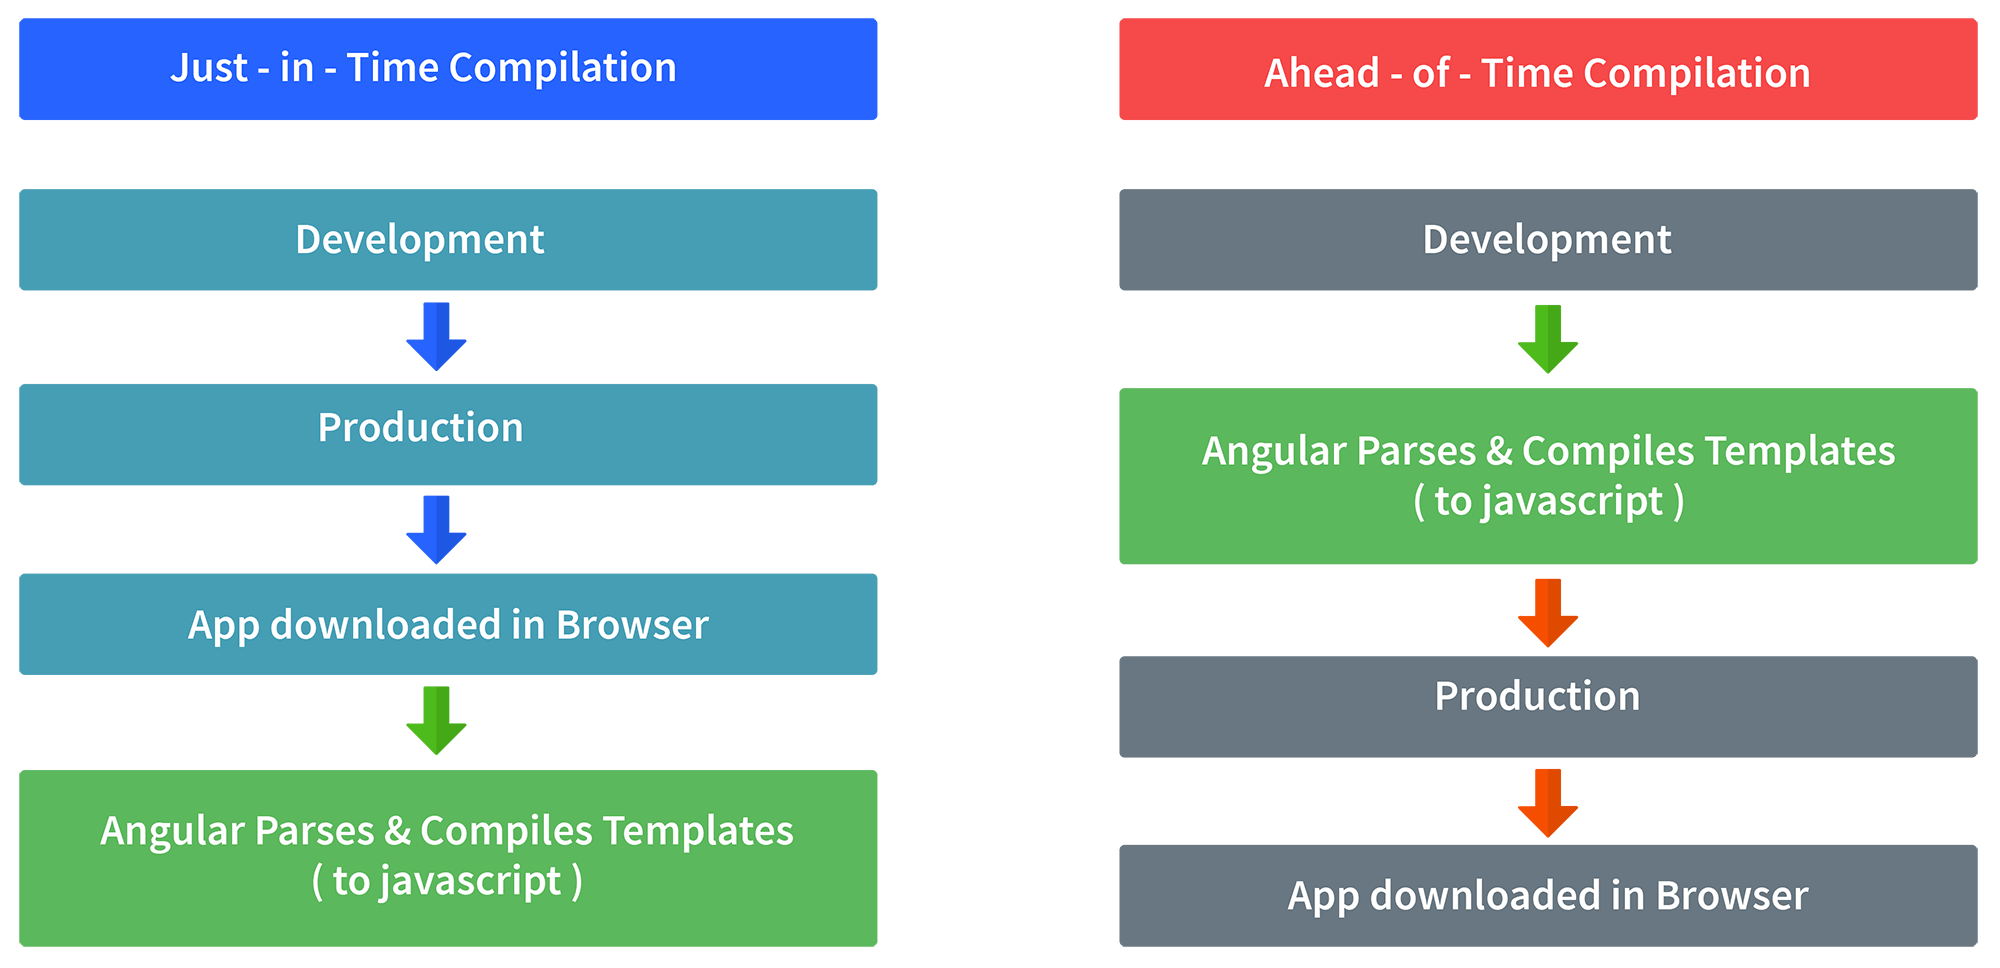 Just - in - Time Compilation
Development
Production
App downloaded in Browser
Angular Parses & Compiles Templates
( to javascript )
Ahead - of - Time Compilation
Development
Angular Parses & Compiles Templates
( to javascript )
Production
App downloaded in Browser